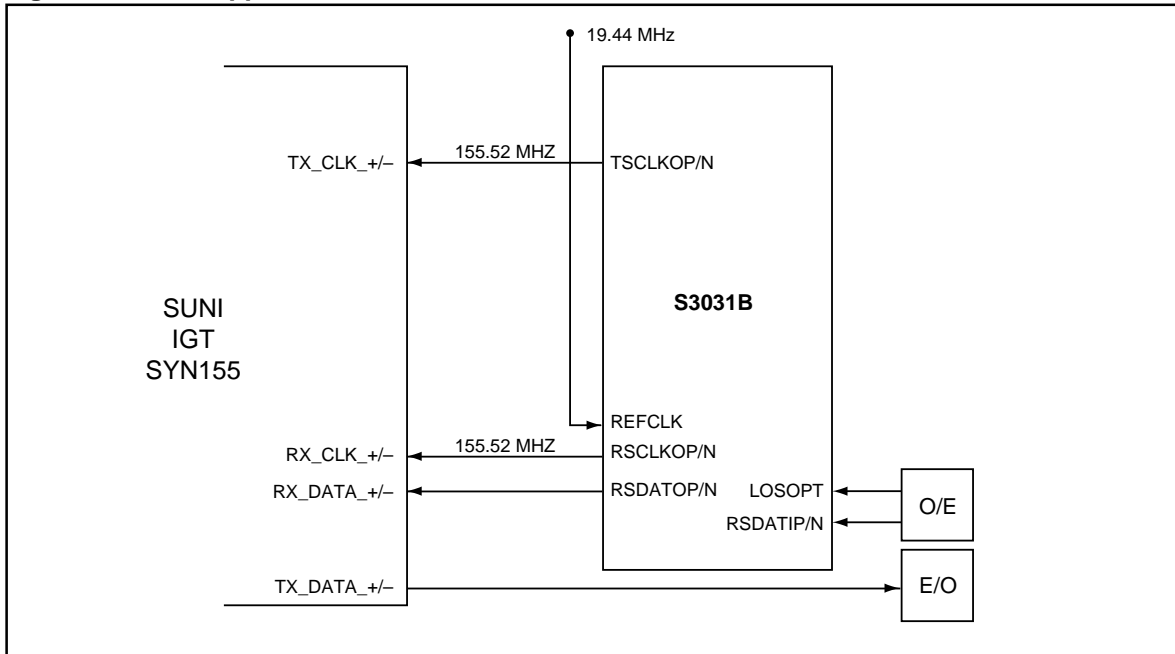 19.44 MHz
TX_CLK_+/–
155.52 MHZ
TSCLKOP/N
SUNI
IGT
SYN155
S3031B
REFCLK
RX_CLK_+/–
155.52 MHZ
RSCLKOP/N
RX_DATA_+/–
RSDATOP/N
LOSOPT
RSDATIP/N
O/E
TX_DATA_+/–
E/O